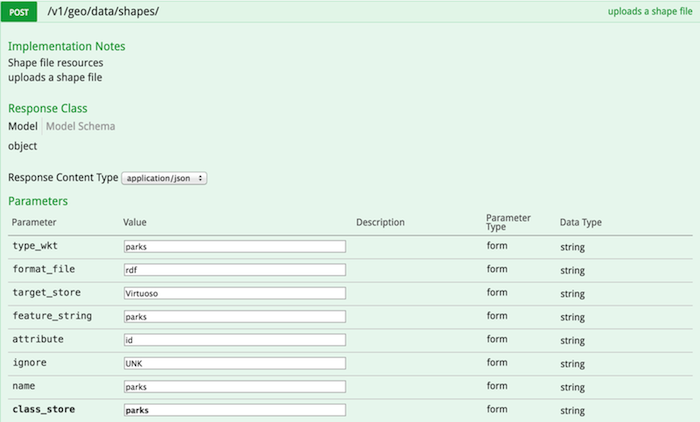 POST /v1/geo/data/shapes/ uploads a shape file
Implementation Notes
Shape file resources
uploads a shape file
Response Class
Model Model Schema
object
Response Content Type application/json
Parameters
Parameter Value Description Parameter Type Data Type
type_wkt parks form string
format_file rdf form string
target_store Virtuoso form string
feature_string parks form string
attribute id form string
ignore UNK form string
name parks form string
class_store parks form string